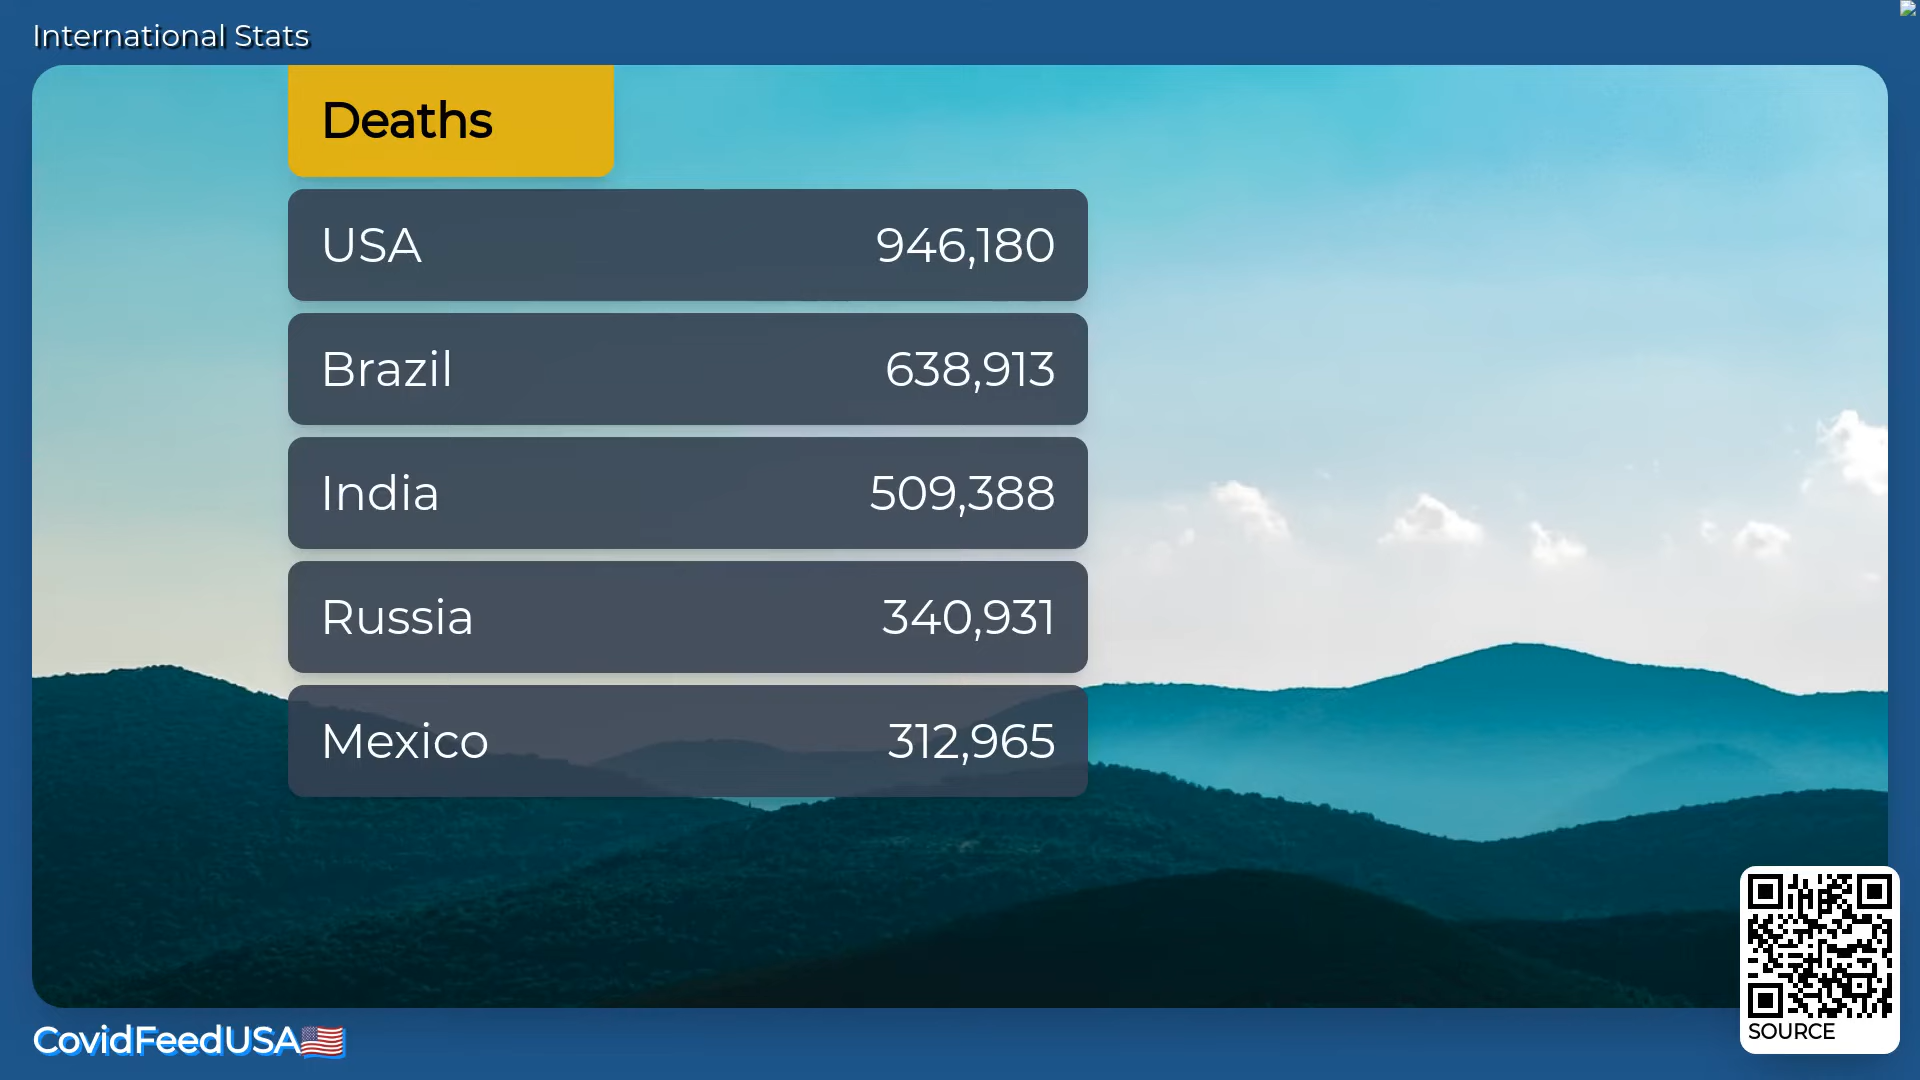 International Stats
Deaths
USA 946,180
Brazil 638,913
India 509,388
Russia 340,931
Mexico 312,965
SOURCE
CovidFeedUSA🇺🇸